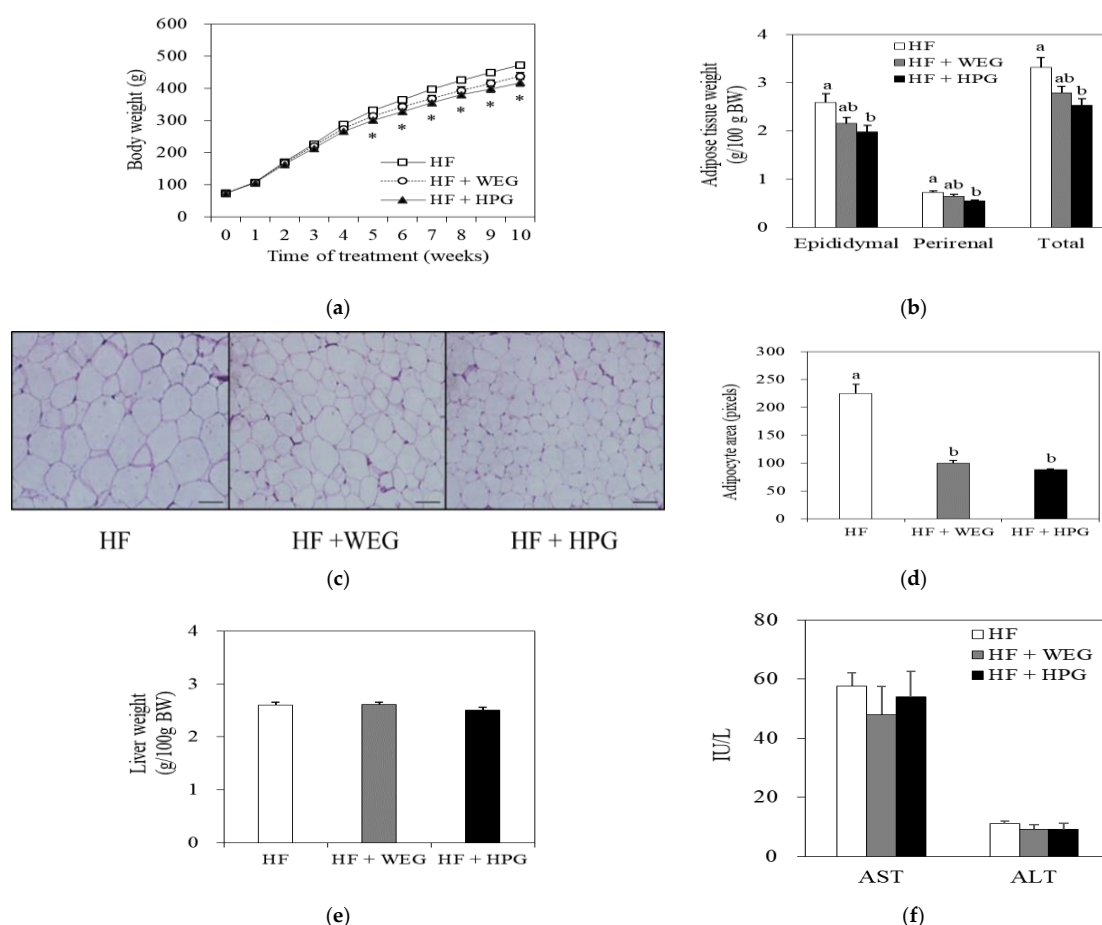 600
500
400
300
200
100
0
Body weight (g)
HF
HF + WEG
HF + HPG
* * * * * *
0 1 2 3 4 5 6 7 8 9 10
Time of treatment (weeks)
(a)
4
3
2
1
0
Adipose tissue weight
(g/100 g BW)
HF
HF + WEG
HF + HPG
a ab b
a ab b
a ab b
Epididymal Perirenal Total
(b)
HF HF +WEG HF + HPG
(c)
300
250
200
150
100
50
0
Adipocyte area (pixels)
a b b
HF HF + WEG HF + HPG
(d)
4
3
2
1
0
Liver weight
(g/100g BW)
HF HF + WEG HF + HPG
(e)
80
60
40
20
0
IU/L
HF
HF + WEG
HF + HPG
AST ALT
(f)